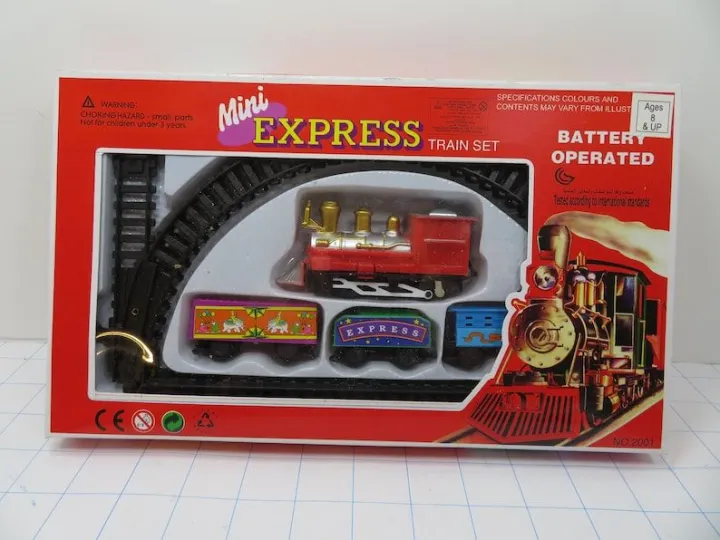 WARNING:
CHOKING HAZARD - small parts
Not for children under 3 years
Mini
EXPRESS
TRAIN SET
SPECIFICATIONS COLOURS AND
CONTENTS MAY VARY FROM ILLUST
Ages
8
& UP
BATTERY
OPERATED
Tested according to international standards
EXPRESS
CE
NO.2001